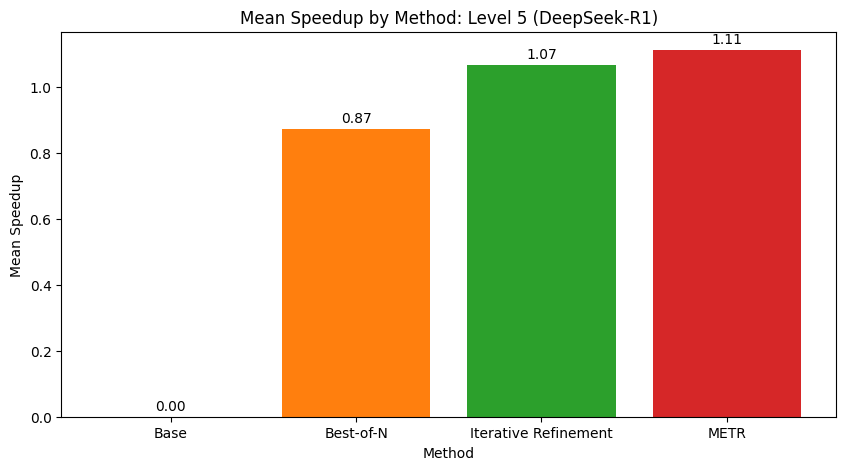 Mean Speedup by Method: Level 5 (DeepSeek-R1)
Mean Speedup
1.0
0.8
0.6
0.4
0.2
0.0
0.00
0.87
1.07
1.11
Base
Best-of-N
Iterative Refinement
METR
Method